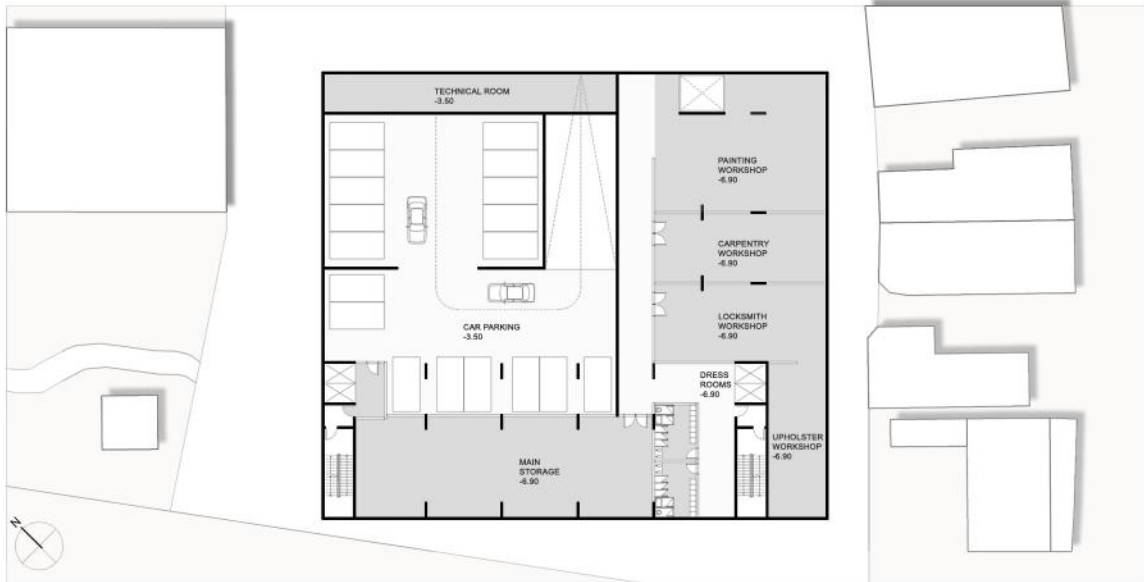 TECHNICAL ROOM
-3.50
PAINTING
WORKSHOP
-6.90
CARPENTRY
WORKSHOP
-6.90
LOCKSMITH
WORKSHOP
-6.90
CAR PARKING
-3.50
DRESS
ROOMS
-6.90
UPHOLSTER
WORKSHOP
-6.90
MAIN
STORAGE
-6.90
N